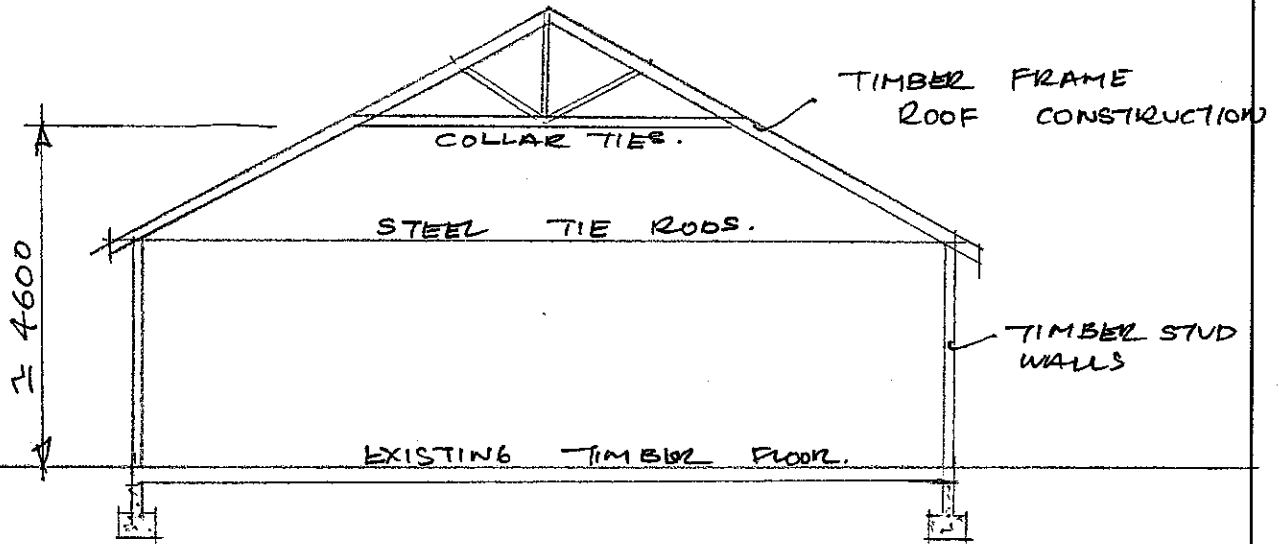 TIMBER FRAME
ROOF CONSTRUCTION
COLLAR TIES.
STEEL TIE RODS.
≃ 4600
TIMBER STUD
WALLS
EXISTING TIMBER FLOOR.